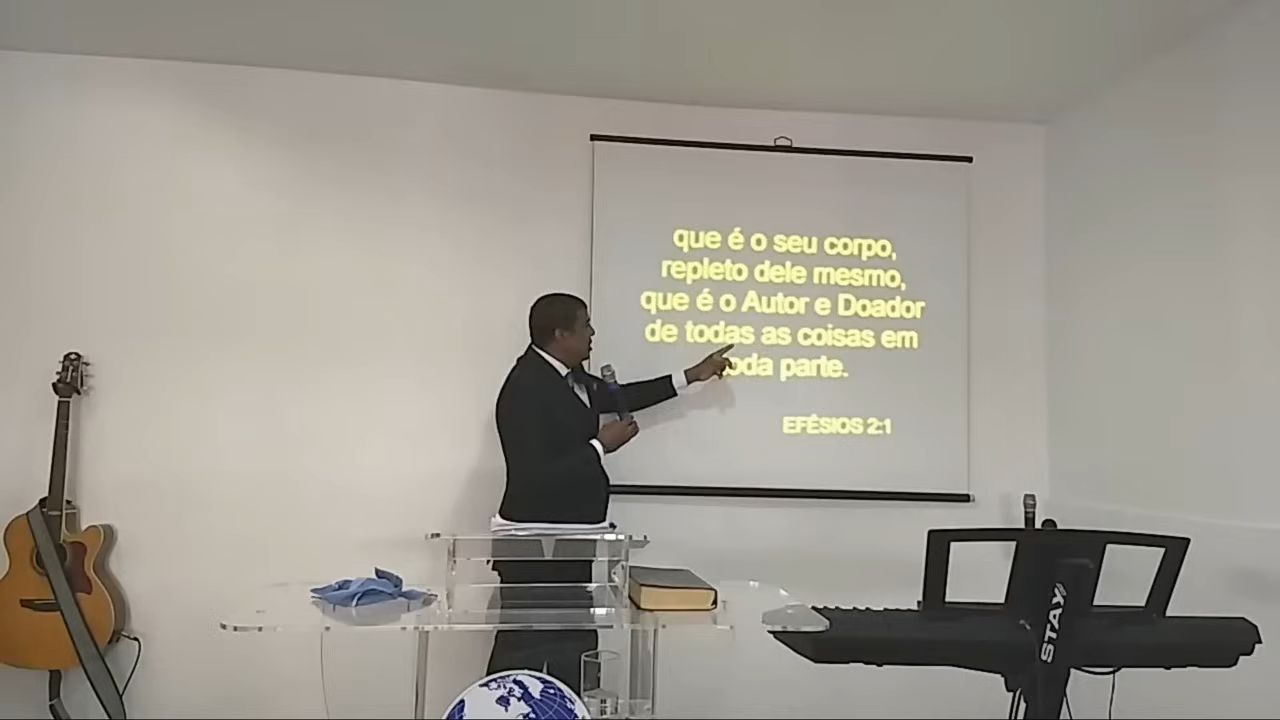 que é o seu corpo,
repleto dele mesmo,
que é o Autor e Doador
de todas as coisas em
toda parte.
EFÉSIOS 2:1
STAY